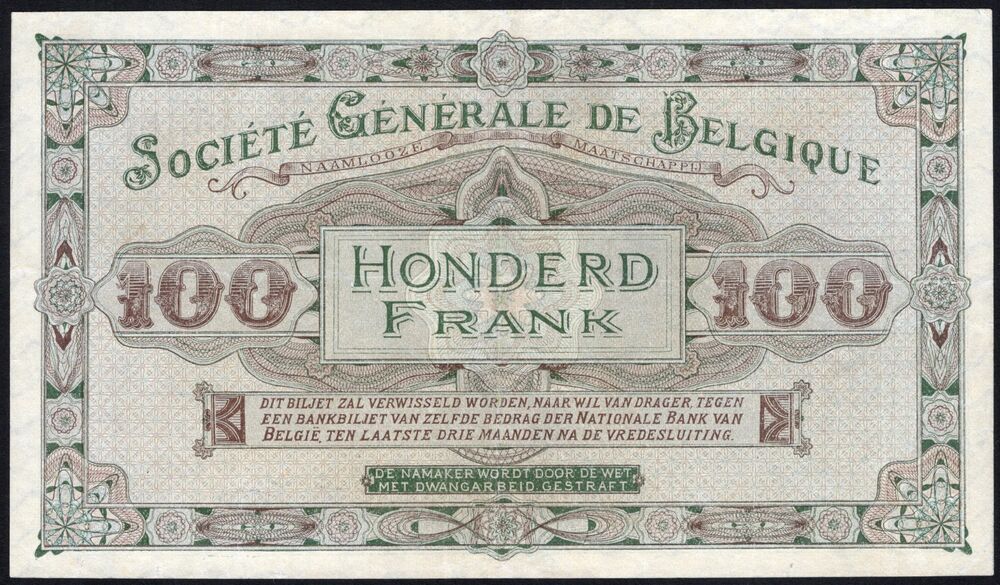 SOCIÉTÉ GÉNÉRALE DE BELGIQUE
NAAMLOOZE MAATSCHAPPIJ
100 HONDERD FRANK 100
DIT BILJET ZAL VERWISSELD WORDEN, NAAR WIL VAN DRAGER, TEGEN
EEN BANKBILJET VAN ZELFDE BEDRAG DER NATIONALE BANK VAN
BELGIË, TEN LAATSTE DRIE MAANDEN NA DE VREDESLUITING.
DE NAMAKER WORDT DOOR DE WET
MET DWANGARBEID GESTRAFT